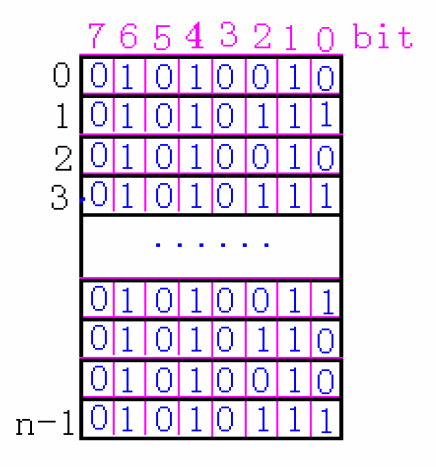 7 6 5 4 3 2 1 0 bit
0 0 1 0 1 0 0 1 0
1 0 1 0 1 0 1 1 1
2 0 1 0 1 0 0 1 0
3 0 1 0 1 0 1 1 1
......
0 1 0 1 0 0 1 1
0 1 0 1 0 1 1 0
0 1 0 1 0 0 1 0
n-1 0 1 0 1 0 1 1 1